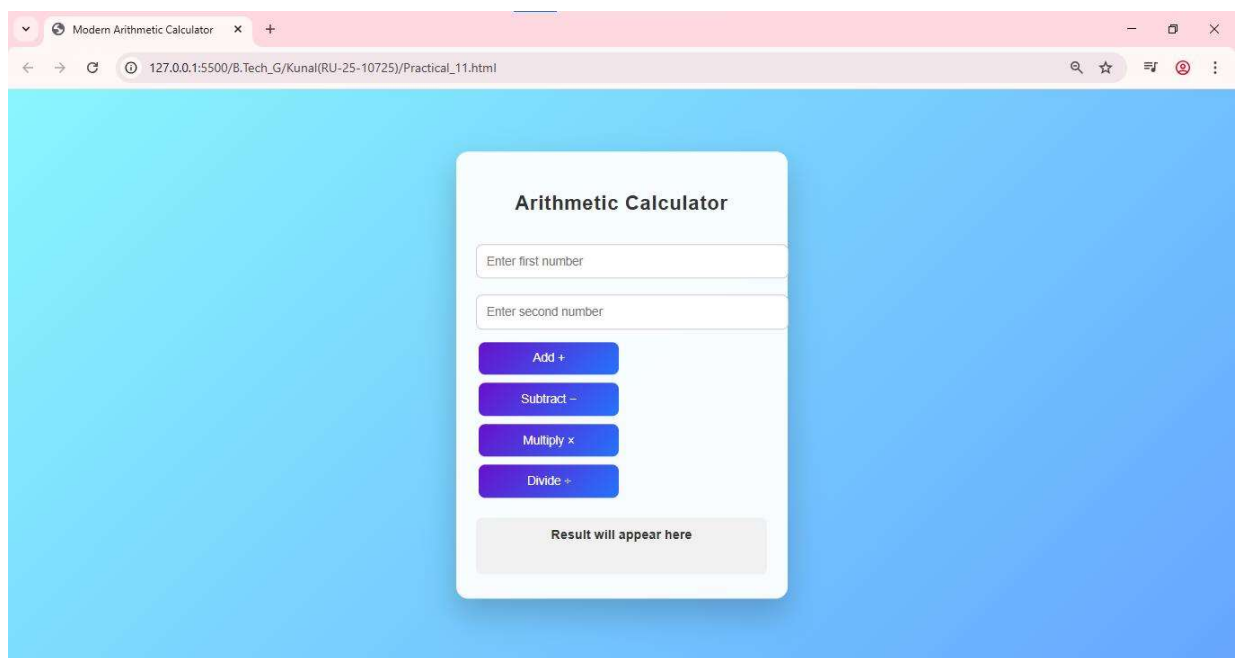 Modern Arithmetic Calculator
127.0.0.1:5500/B.Tech_G/Kunal(RU-25-10725)/Practical_11.html
Arithmetic Calculator
Enter first number
Enter second number
Add +
Subtract −
Multiply ×
Divide ÷
Result will appear here